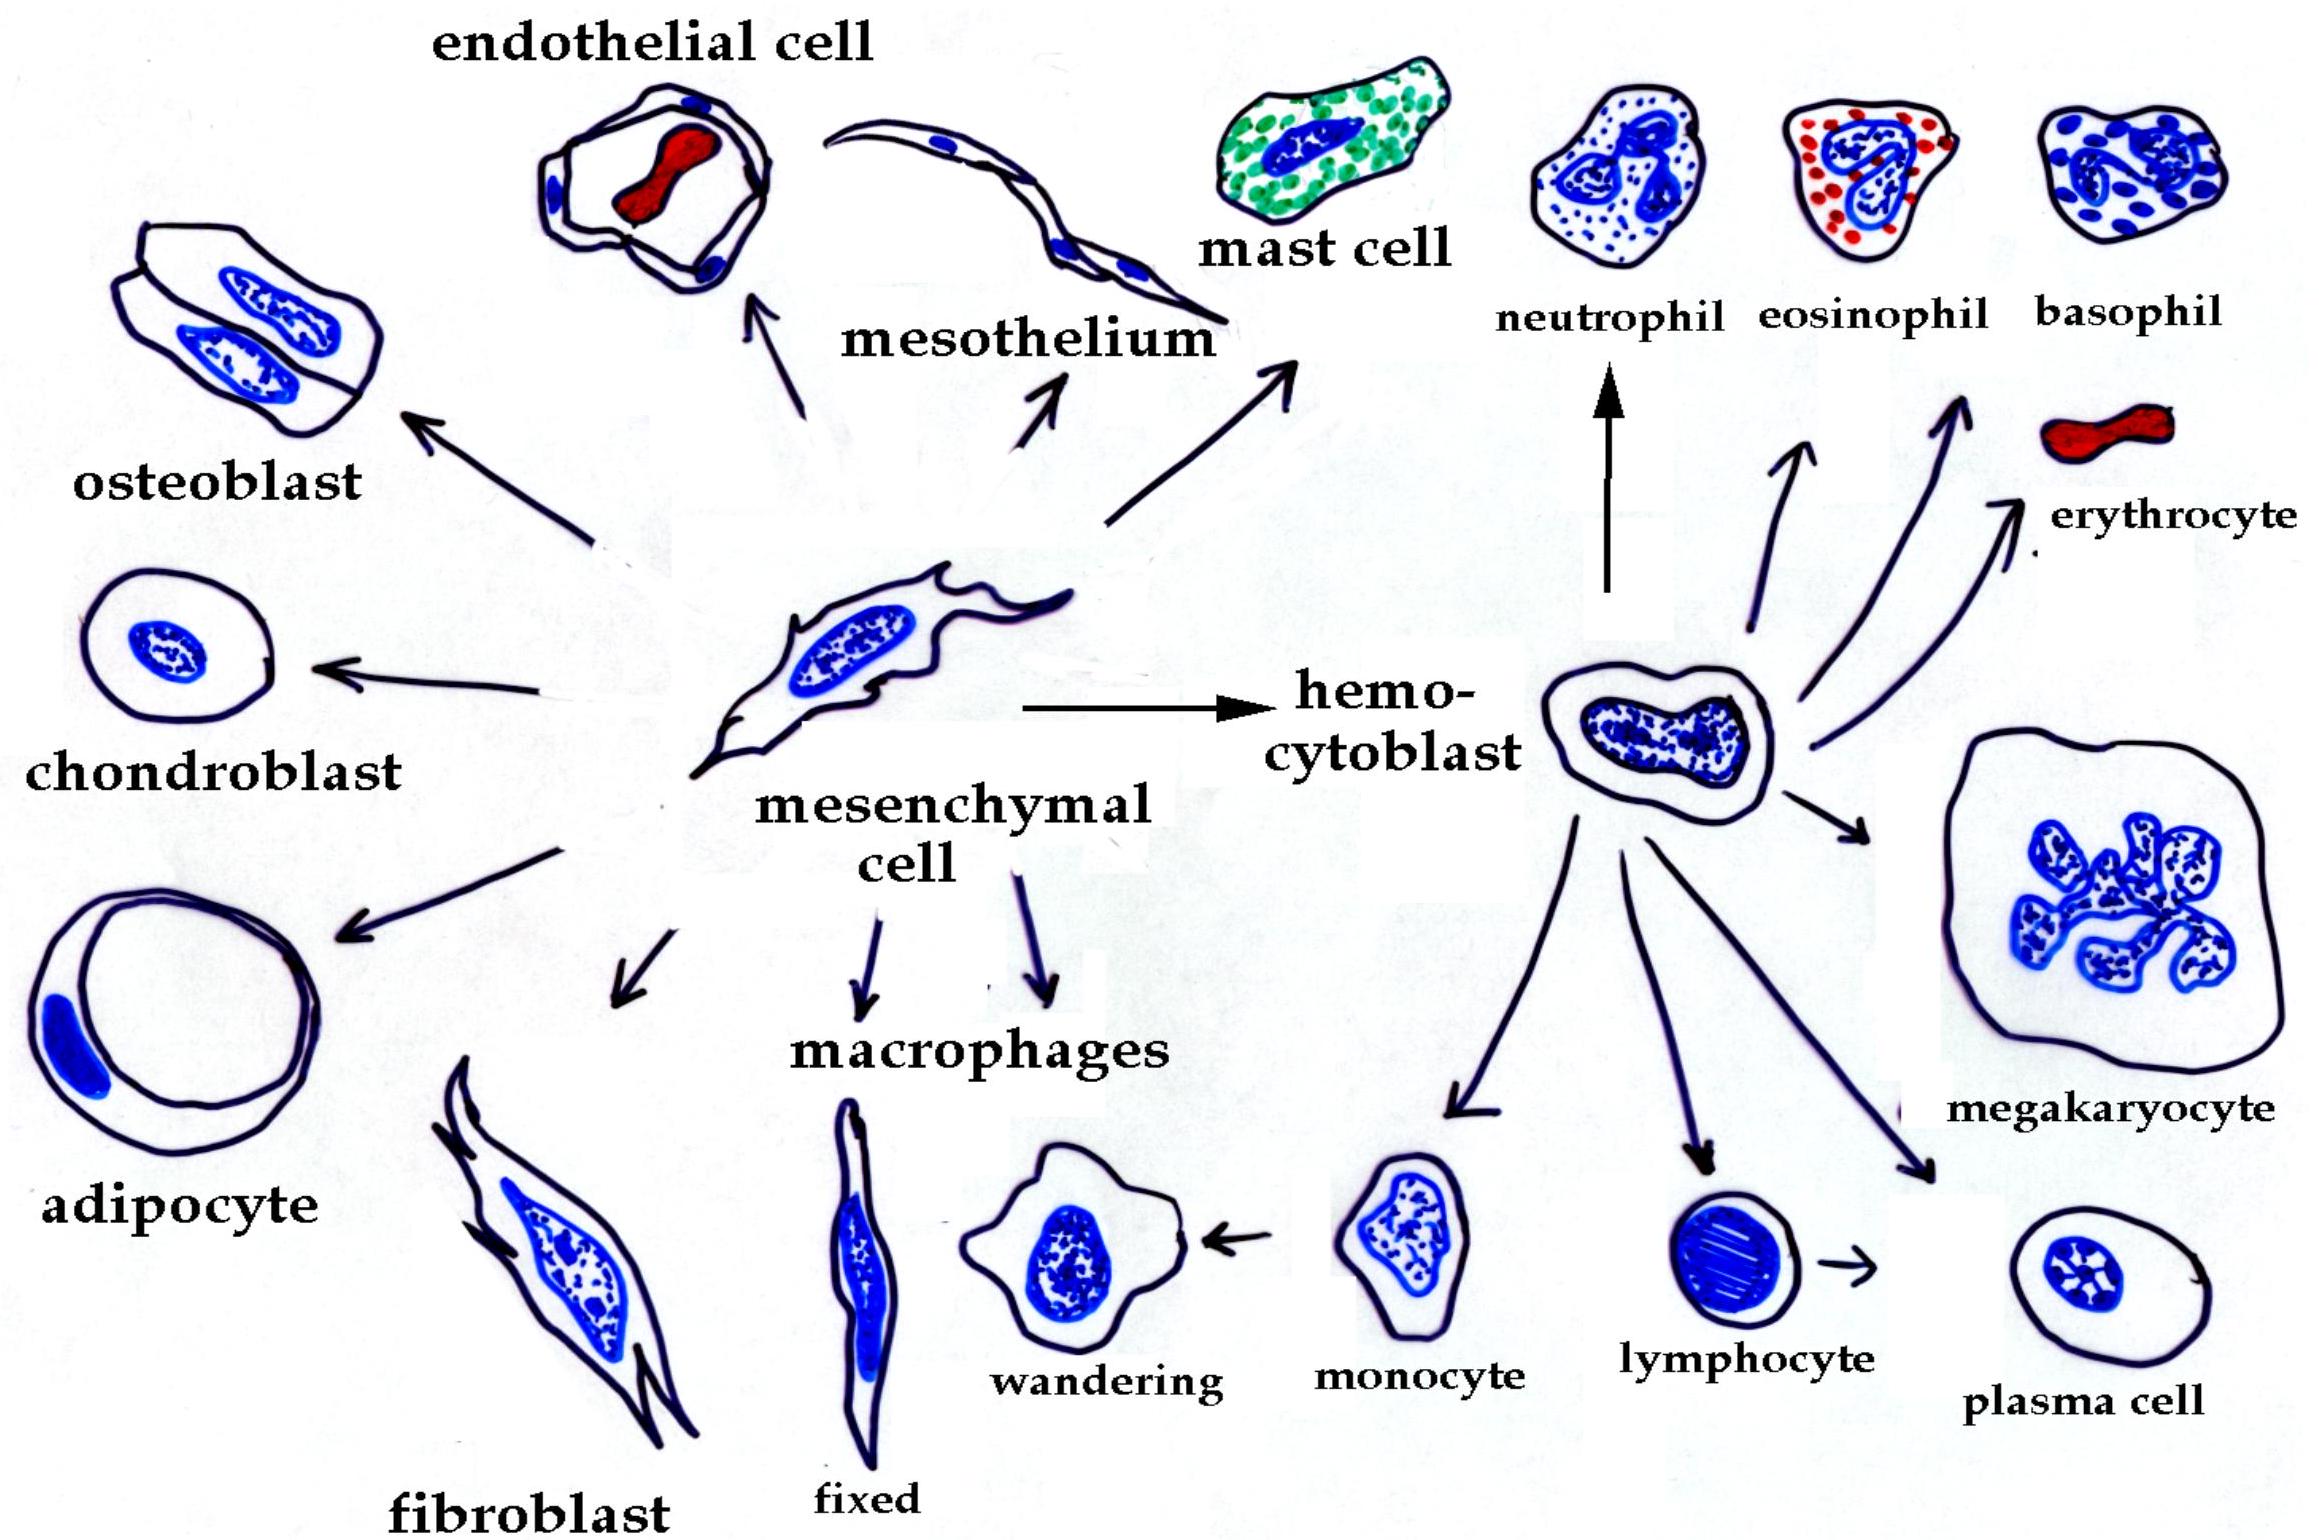 endothelial cell
mast cell
neutrophil
eosinophil
basophil
mesothelium
osteoblast
erythrocyte
hemo-
cytoblast
chondroblast
mesenchymal
cell
macrophages
megakaryocyte
adipocyte
wandering
monocyte
lymphocyte
plasma cell
fixed
fibroblast